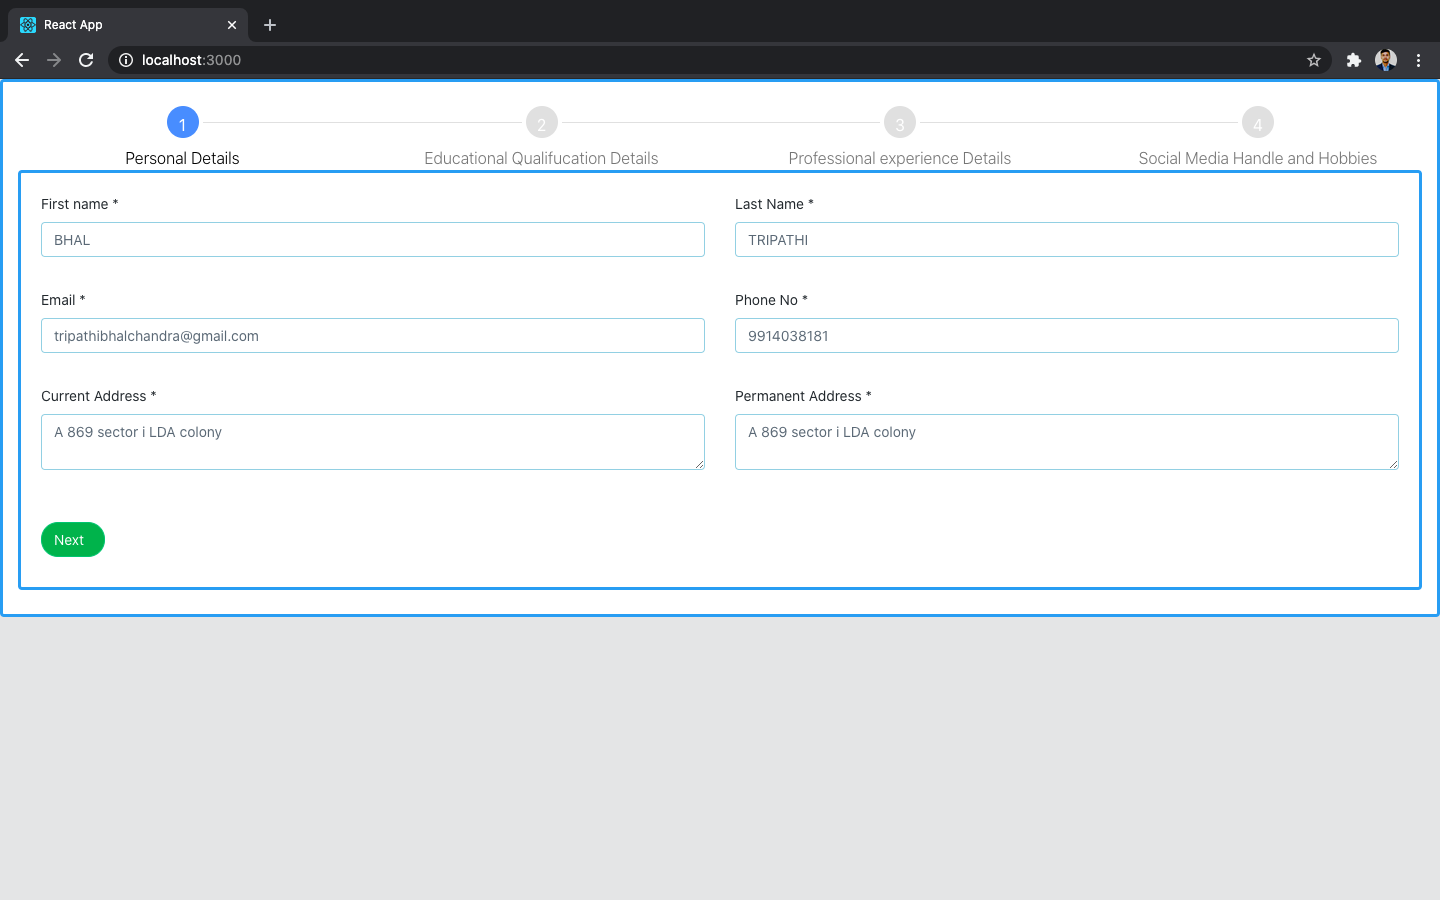 React App
localhost:3000
1 2 3 4
Personal Details Educational Qualifucation Details Professional experience Details Social Media Handle and Hobbies
First name * Last Name *
BHAL TRIPATHI
Email * Phone No *
tripathibhalchandra@gmail.com 9914038181
Current Address * Permanent Address *
A 869 sector i LDA colony A 869 sector i LDA colony
Next